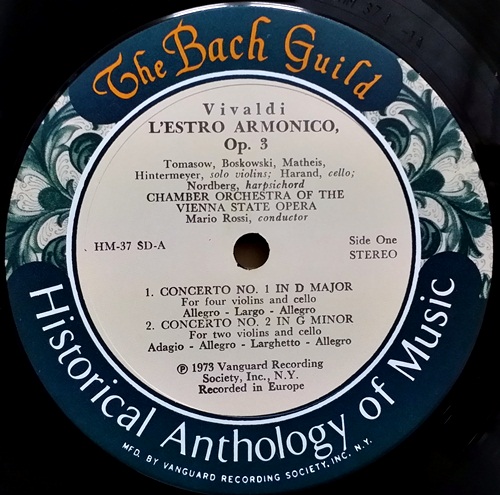 The Bach Guild
Vivaldi
L'ESTRO ARMONICO,
Op. 3
Tomasow, Boskowski, Matheis,
Hintermeyer, solo violins; Harand, cello;
Nordberg, harpsichord
CHAMBER ORCHESTRA OF THE
VIENNA STATE OPERA
Mario Rossi, conductor
HM-37 SD-A
Side One
STEREO
1. CONCERTO NO. 1 IN D MAJOR
For four violins and cello
Allegro - Largo - Allegro
2. CONCERTO NO. 2 IN G MINOR
For two violins and cello
Adagio - Allegro - Larghetto - Allegro
℗ 1973 Vanguard Recording
Society, Inc., N.Y.
Recorded in Europe
Historical Anthology of Music
MFD. BY VANGUARD RECORDING SOCIETY, INC. N.Y.